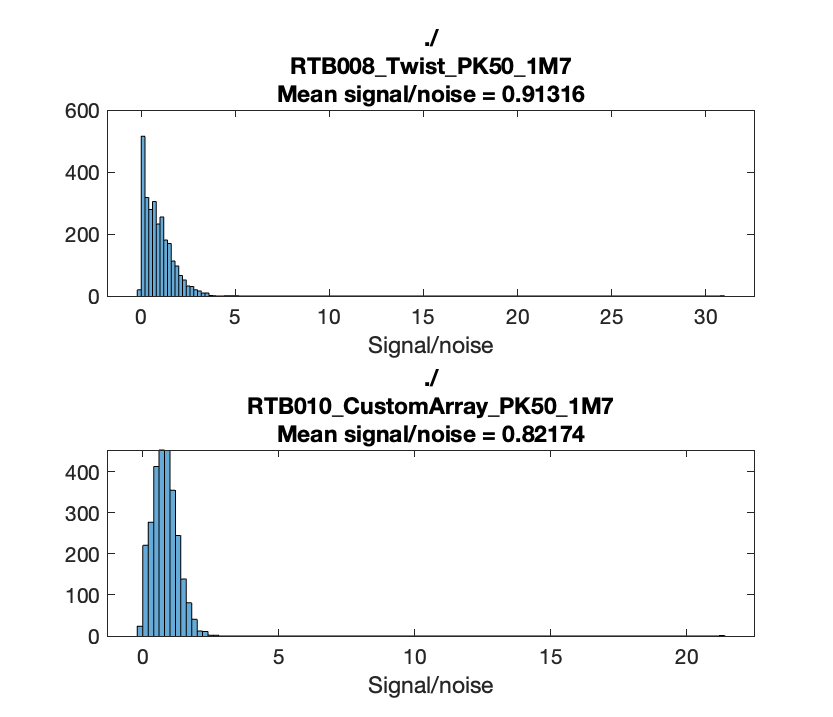 ./
RTB008_Twist_PK50_1M7
Mean signal/noise = 0.91316
600
400
200
0
0 5 10 15 20 25 30
Signal/noise
./
RTB010_CustomArray_PK50_1M7
Mean signal/noise = 0.82174
400
300
200
100
0
0 5 10 15 20
Signal/noise